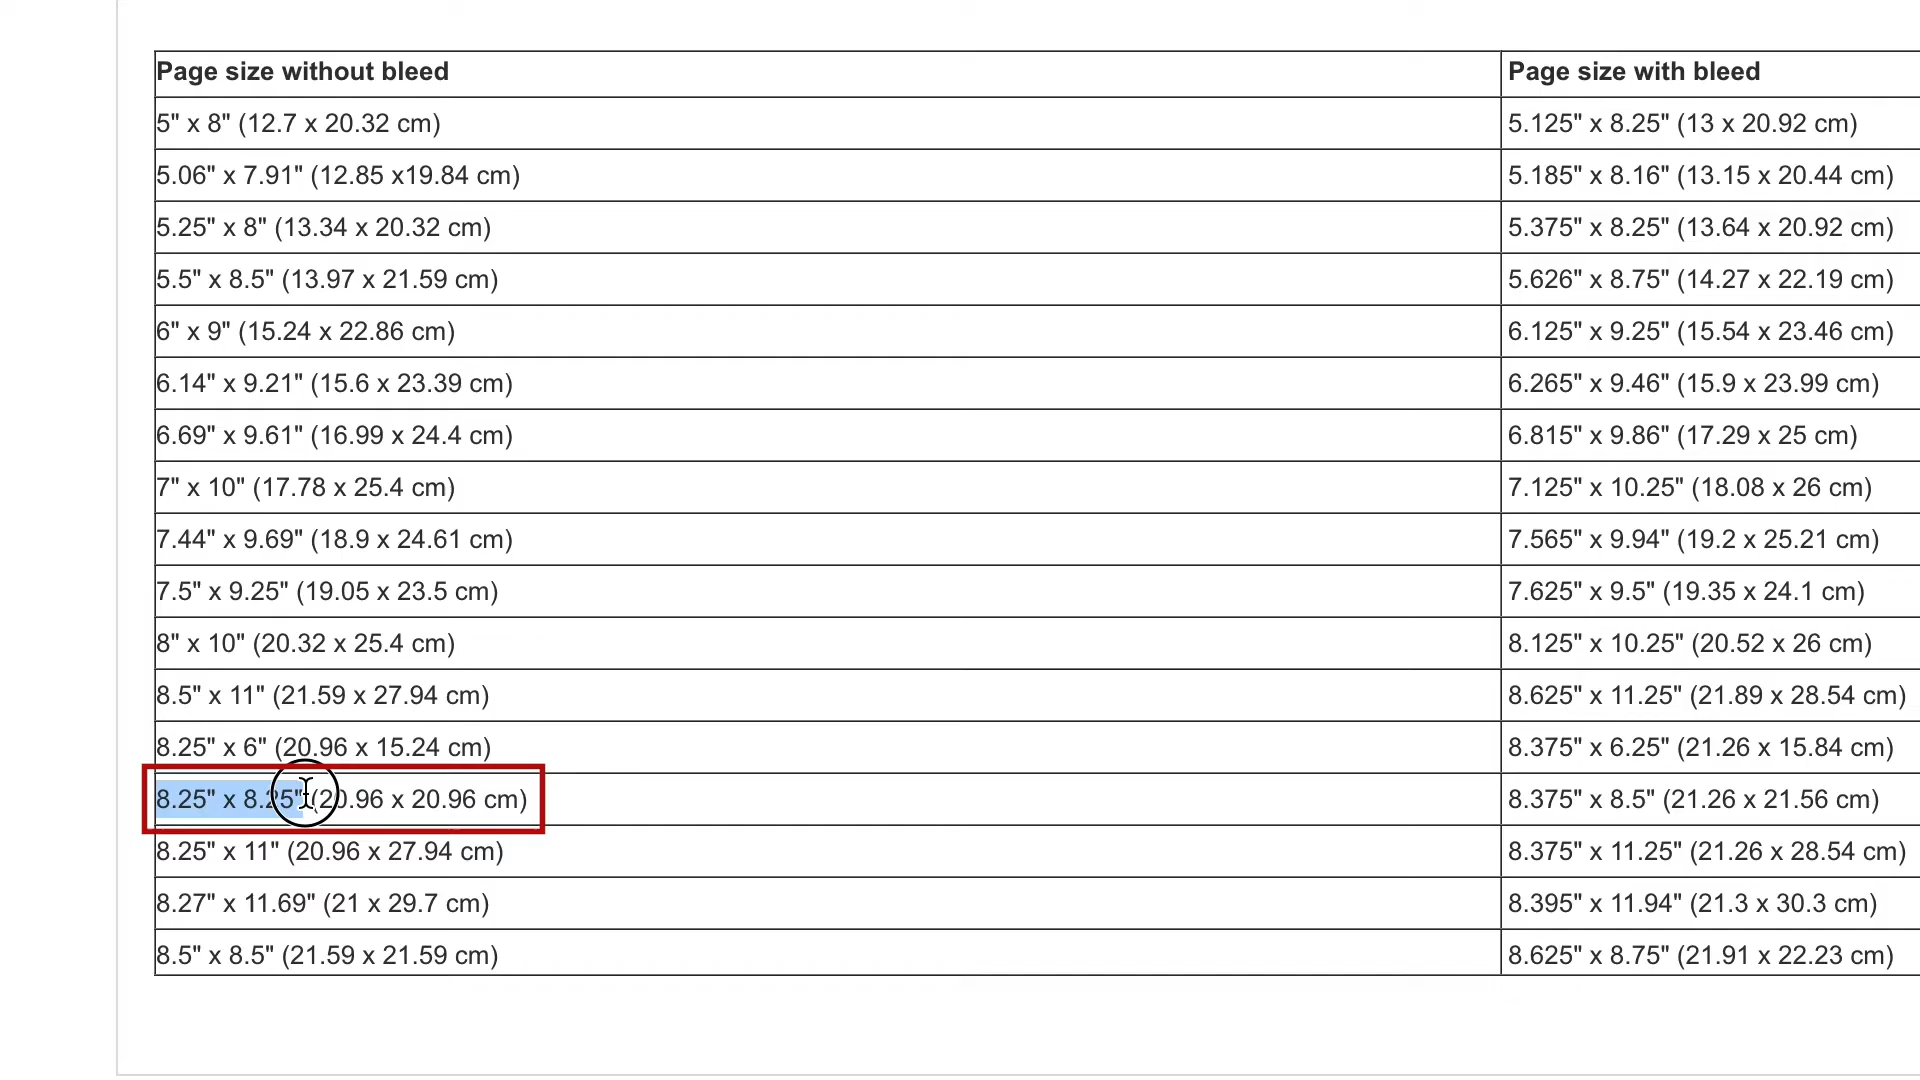 Page size without bleed Page size with bleed
5" x 8" (12.7 x 20.32 cm) 5.125" x 8.25" (13 x 20.92 cm)
5.06" x 7.91" (12.85 x19.84 cm) 5.185" x 8.16" (13.15 x 20.44 cm)
5.25" x 8" (13.34 x 20.32 cm) 5.375" x 8.25" (13.64 x 20.92 cm)
5.5" x 8.5" (13.97 x 21.59 cm) 5.626" x 8.75" (14.27 x 22.19 cm)
6" x 9" (15.24 x 22.86 cm) 6.125" x 9.25" (15.54 x 23.46 cm)
6.14" x 9.21" (15.6 x 23.39 cm) 6.265" x 9.46" (15.9 x 23.99 cm)
6.69" x 9.61" (16.99 x 24.4 cm) 6.815" x 9.86" (17.29 x 25 cm)
7" x 10" (17.78 x 25.4 cm) 7.125" x 10.25" (18.08 x 26 cm)
7.44" x 9.69" (18.9 x 24.61 cm) 7.565" x 9.94" (19.2 x 25.21 cm)
7.5" x 9.25" (19.05 x 23.5 cm) 7.625" x 9.5" (19.35 x 24.1 cm)
8" x 10" (20.32 x 25.4 cm) 8.125" x 10.25" (20.52 x 26 cm)
8.5" x 11" (21.59 x 27.94 cm) 8.625" x 11.25" (21.89 x 28.54 cm)
8.25" x 6" (20.96 x 15.24 cm) 8.375" x 6.25" (21.26 x 15.84 cm)
8.25" x 8.25" (20.96 x 20.96 cm) 8.375" x 8.5" (21.26 x 21.56 cm)
8.25" x 11" (20.96 x 27.94 cm) 8.375" x 11.25" (21.26 x 28.54 cm)
8.27" x 11.69" (21 x 29.7 cm) 8.395" x 11.94" (21.3 x 30.3 cm)
8.5" x 8.5" (21.59 x 21.59 cm) 8.625" x 8.75" (21.91 x 22.23 cm)